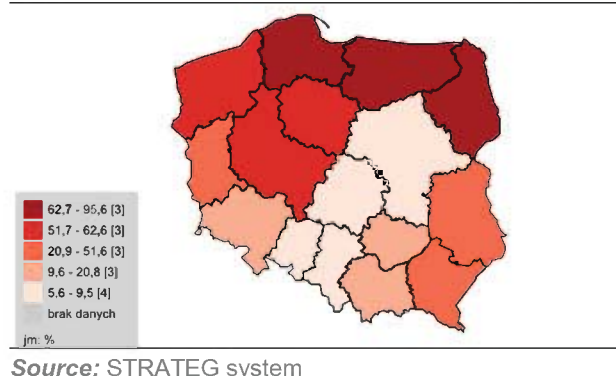 62,7 - 95,6 [3]
51,7 - 62,6 [3]
20,9 - 51,6 [3]
9,6 - 20,8 [3]
5.6 - 9,5 [4]
brak danych
jm: %
Source: STRATEG system